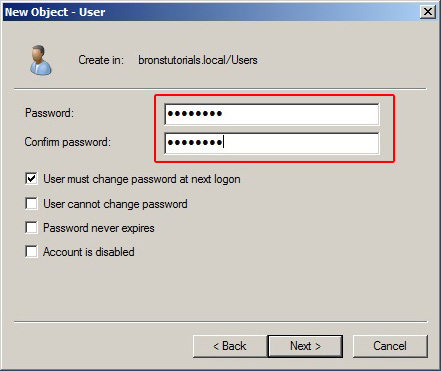 New Object - User
Create in: bronstutorials.local/Users
Password: ●●●●●●●●
Confirm password: ●●●●●●●●
User must change password at next logon
User cannot change password
Password never expires
Account is disabled
< Back Next > Cancel